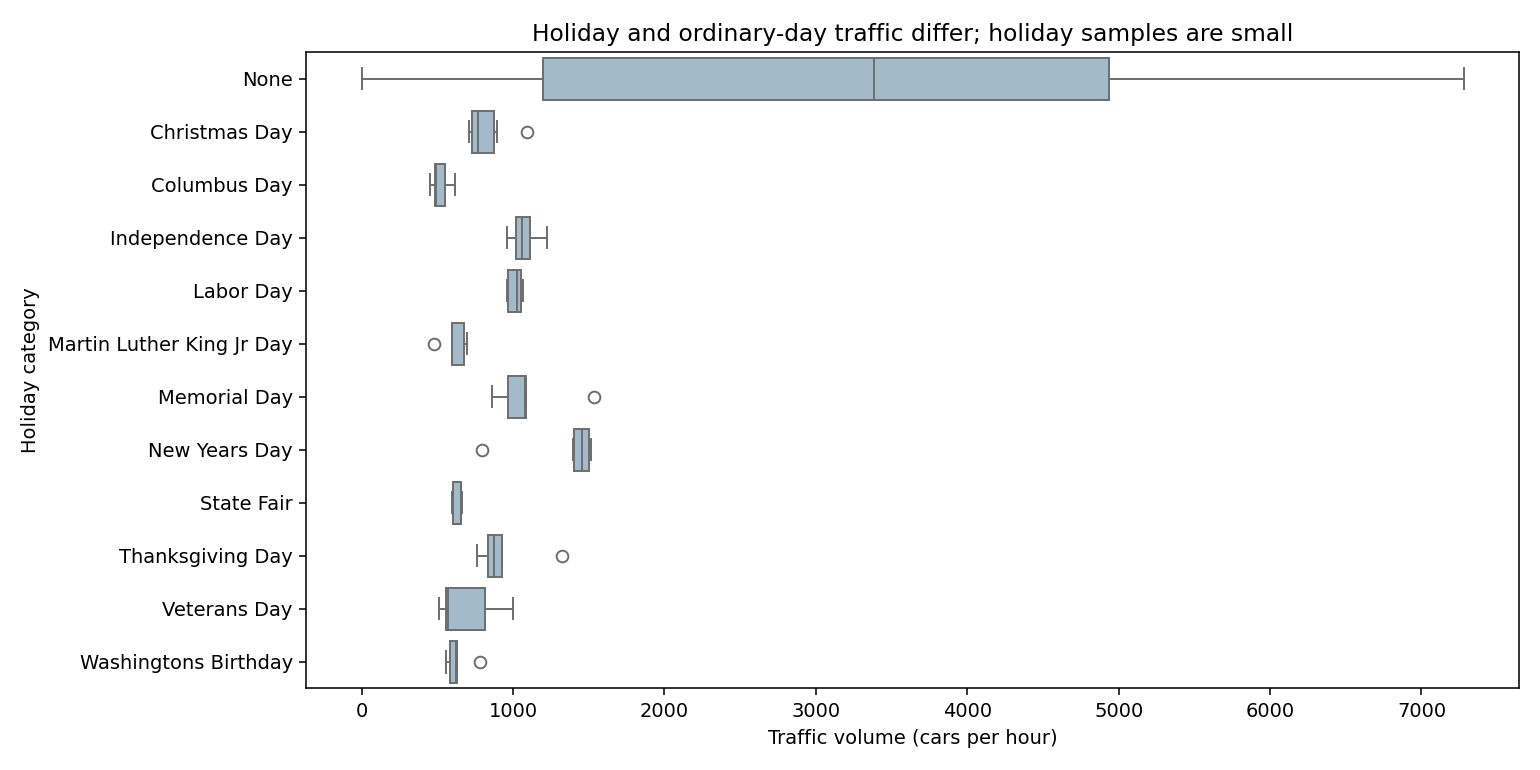 Holiday and ordinary-day traffic differ; holiday samples are small
Holiday category
None
Christmas Day
Columbus Day
Independence Day
Labor Day
Martin Luther King Jr Day
Memorial Day
New Years Day
State Fair
Thanksgiving Day
Veterans Day
Washingtons Birthday
0 1000 2000 3000 4000 5000 6000 7000
Traffic volume (cars per hour)